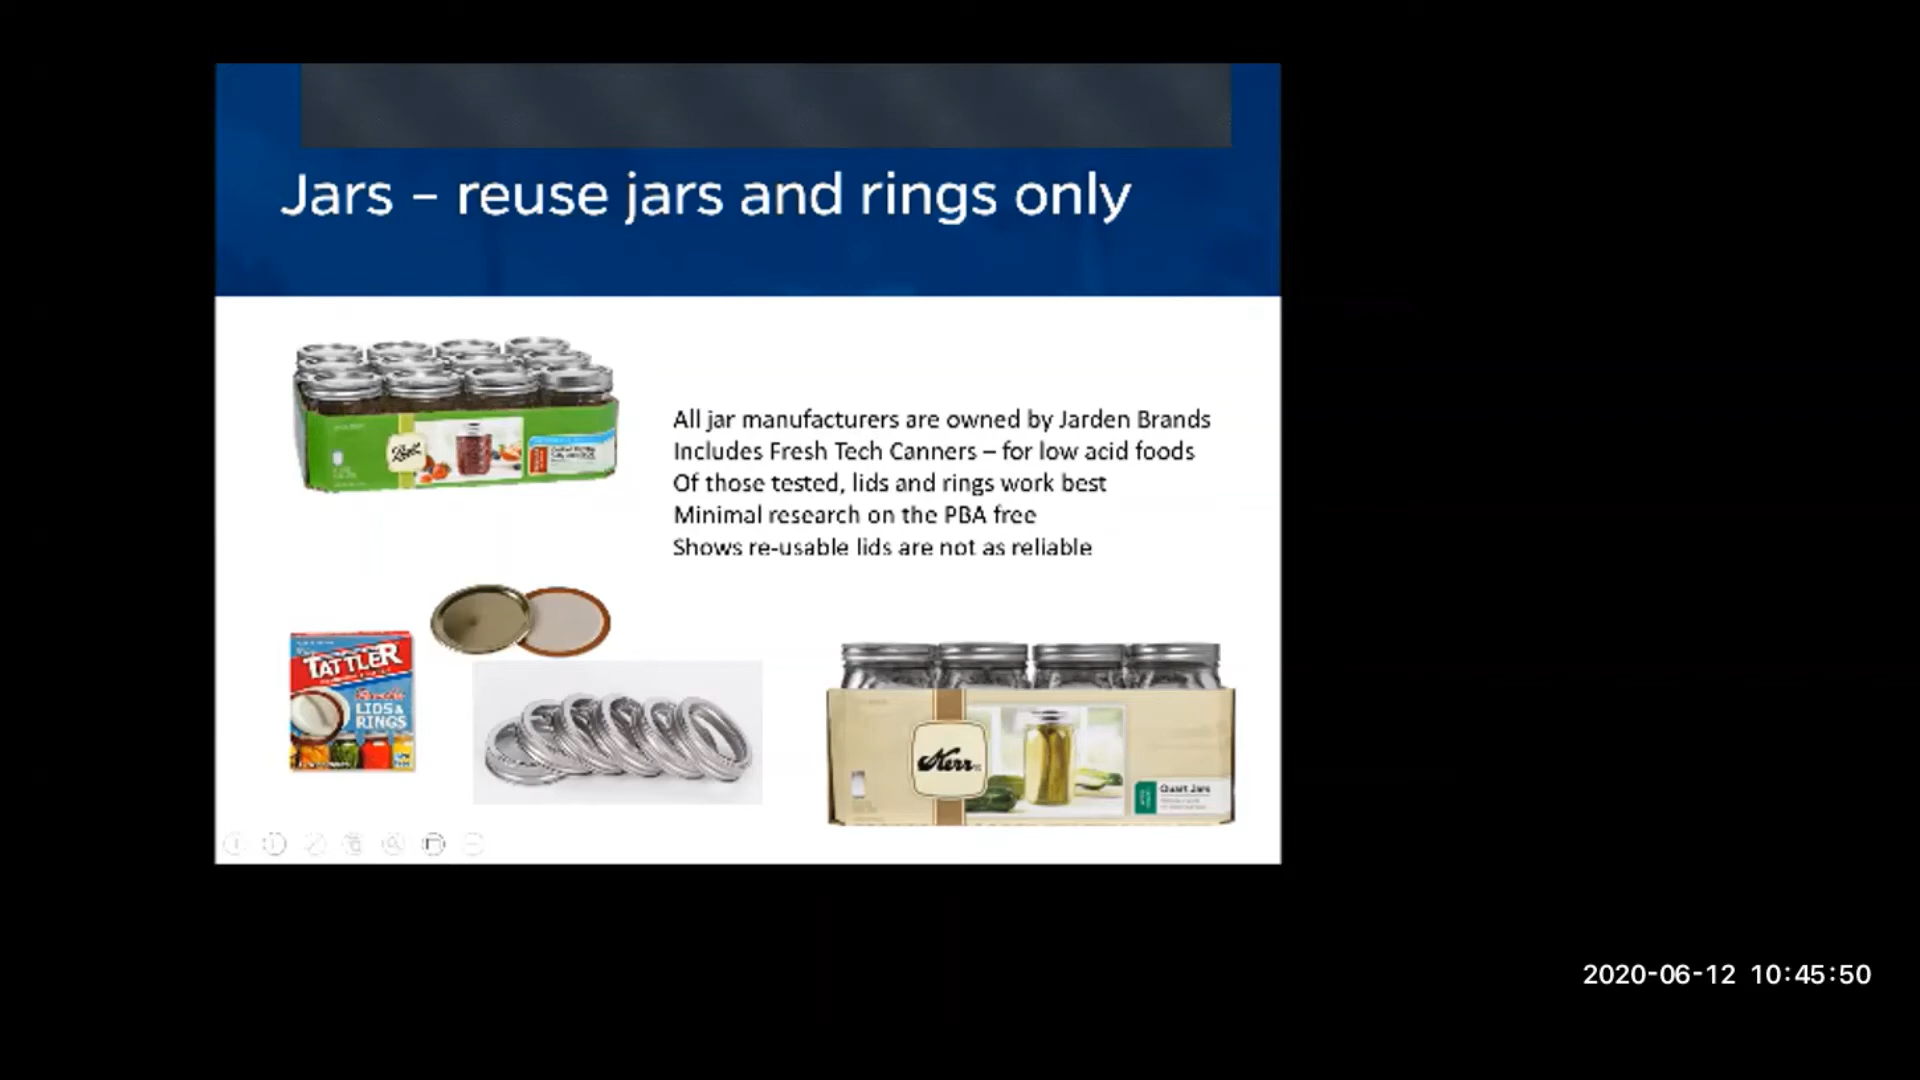 Jars – reuse jars and rings only
All jar manufacturers are owned by Jarden Brands
Includes Fresh Tech Canners – for low acid foods
Of those tested, lids and rings work best
Minimal research on the PBA free
Shows re-usable lids are not as reliable
Ball
TATTLER
LIDS &
RINGS
Kerr
Quart Jars
2020-06-12 10:45:50